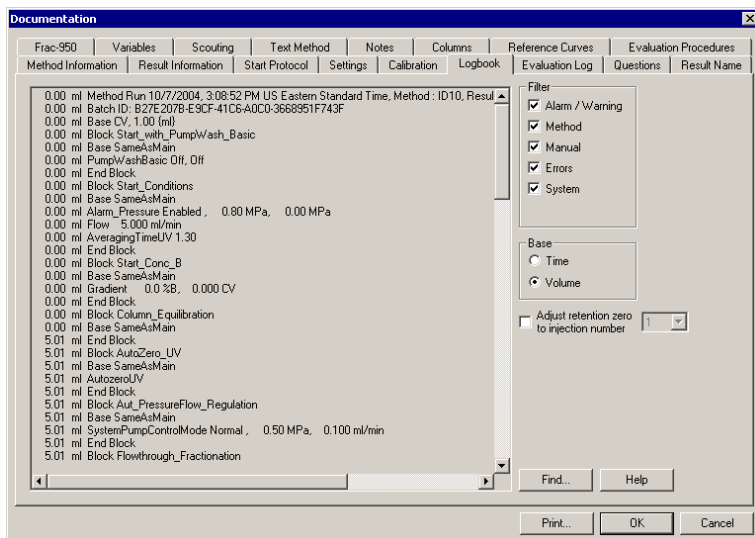 Documentation
Frac-950 Variables Scouting Text Method Notes Columns Reference Curves Evaluation Procedures
Method Information Result Information Start Protocol Settings Calibration Logbook Evaluation Log Questions Result Name
0.00 ml Method Run 10/7/2004, 3:08:52 PM US Eastern Standard Time, Method : ID10, Resul
0.00 ml Batch ID: B27E207B-E9CF-41C6-A0C0-3668951F743F
0.00 ml Base CV, 1.00 {ml}
0.00 ml Block Start_with_PumpWash_Basic
0.00 ml Base SameAsMain
0.00 ml PumpWashBasic Off, Off
0.00 ml End Block
0.00 ml Block Start_Conditions
0.00 ml Base SameAsMain
0.00 ml Alarm_Pressure Enabled , 0.80 MPa, 0.00 MPa
0.00 ml Flow 5.000 ml/min
0.00 ml AveragingTimeUV 1.30
0.00 ml End Block
0.00 ml Block Start_Conc_B
0.00 ml Base SameAsMain
0.00 ml Gradient 0.0 %B, 0.000 CV
0.00 ml End Block
0.00 ml Block Column_Equilibration
0.00 ml Base SameAsMain
5.01 ml End Block
5.01 ml Block AutoZero_UV
5.01 ml Base SameAsMain
5.01 ml AutozeroUV
5.01 ml End Block
5.01 ml Block Aut_PressureFlow_Regulation
5.01 ml Base SameAsMain
5.01 ml SystemPumpControlMode Normal , 0.50 MPa, 0.100 ml/min
5.01 ml End Block
5.01 ml Block Flowthrough_Fractionation
Filter
Alarm / Warning
Method
Manual
Errors
System
Base
Time
Volume
Adjust retention zero
to injection number
1
Find... Help
Print... OK Cancel